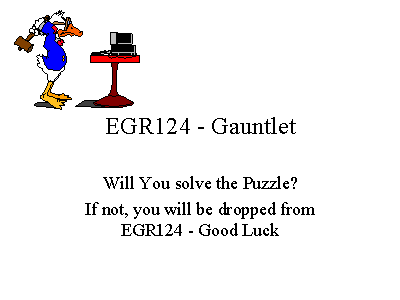 EGR124 - Gauntlet
Will You solve the Puzzle?
If not, you will be dropped from
EGR124 - Good Luck